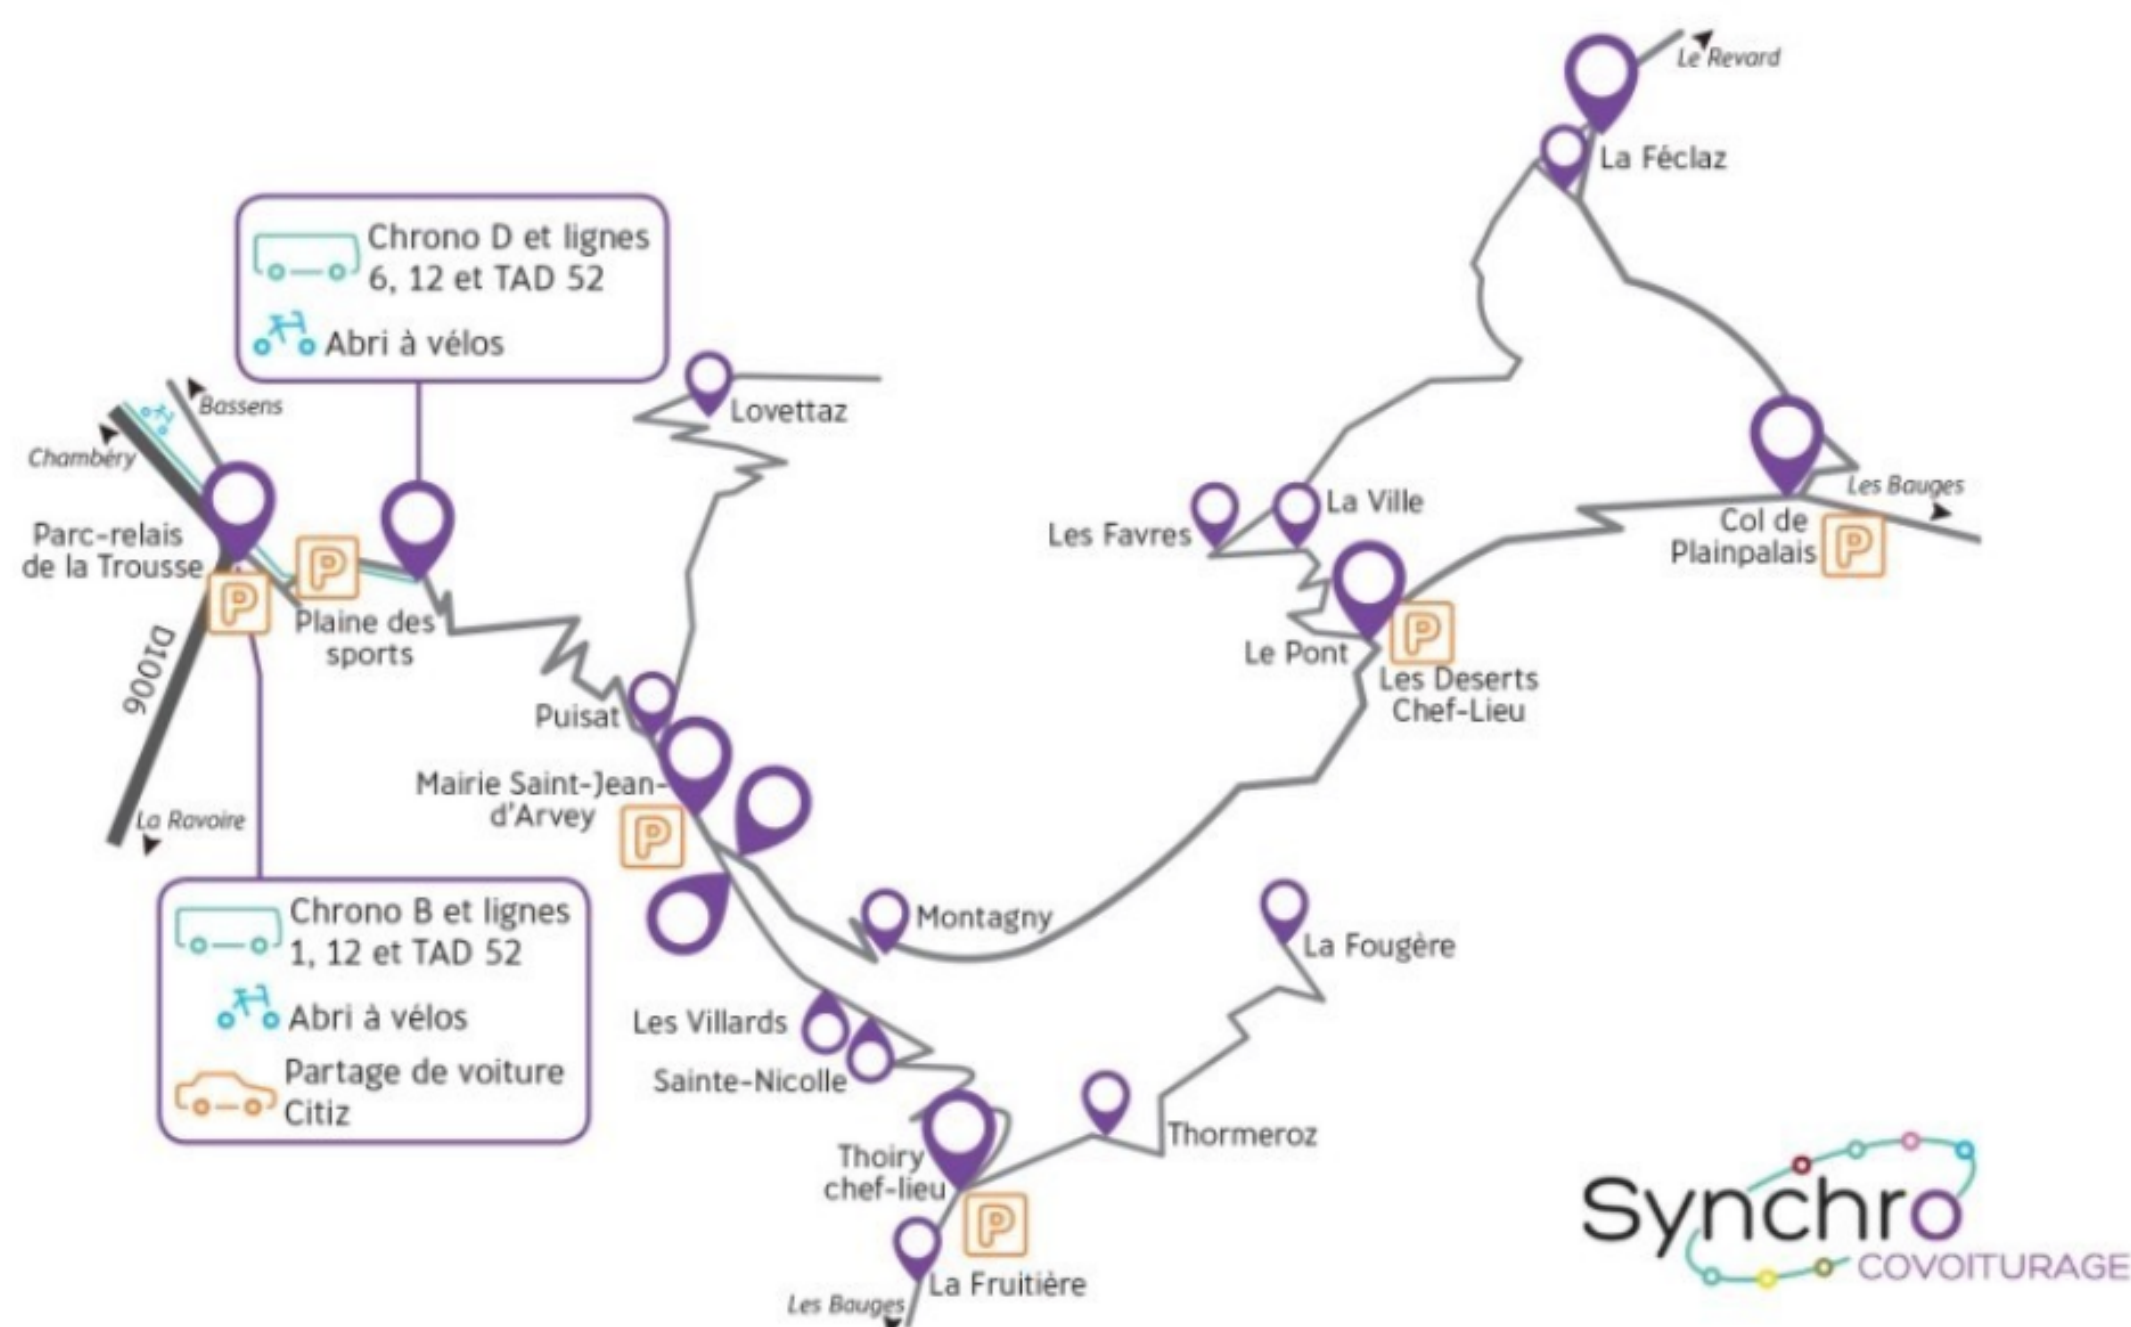 Le Revard
La Féclaz
Chrono D et lignes
6, 12 et TAD 52
Abri à vélos
Bassens
Chambéry
Lovettaz
Parc-relais
de la Trousse
P
P
Plaine des
sports
D1006
La Ravoire
Les Favres
La Ville
Les Bauges
Col de
Plainpalais
P
Le Pont
P
Les Deserts
Chef-Lieu
Puisat
Mairie Saint-Jean-
d'Arvey
P
Montagny
La Fougère
Chrono B et lignes
1, 12 et TAD 52
Abri à vélos
Partage de voiture
Citiz
Les Villards
Sainte-Nicolle
Thormeroz
Thoiry
chef-lieu
P
La Fruitière
Les Bauges
Synchro
COVOITURAGE